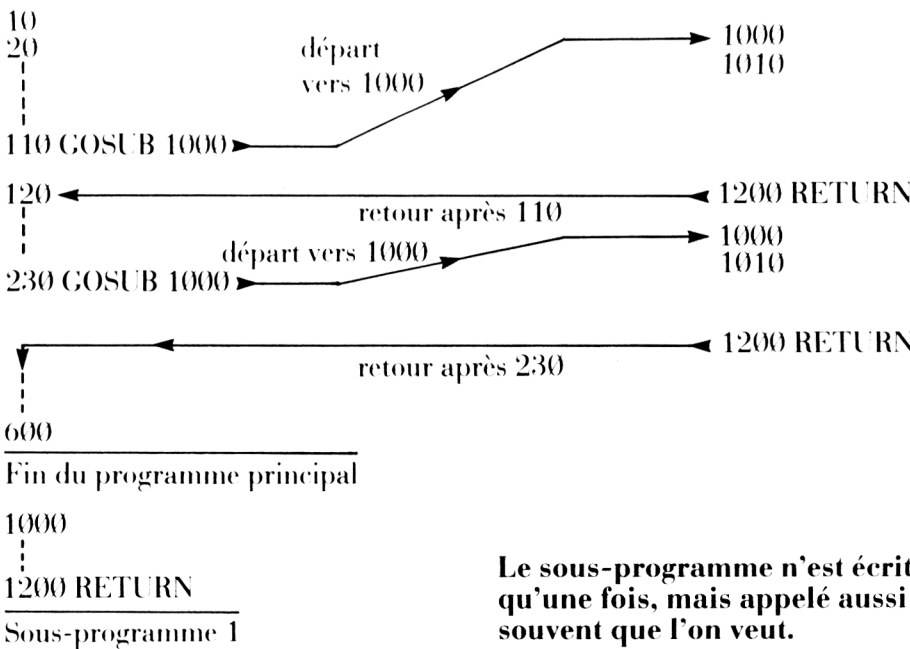 10
20
départ
vers 1000
1000
1010
110 GOSUB 1000
120
retour après 110
1200 RETURN
départ vers 1000
1000
1010
230 GOSUB 1000
1200 RETURN
retour après 230
600
Fin du programme principal
1000
1200 RETURN
Sous-programme 1
Le sous-programme n'est écrit
qu'une fois, mais appelé aussi
souvent que l'on veut.